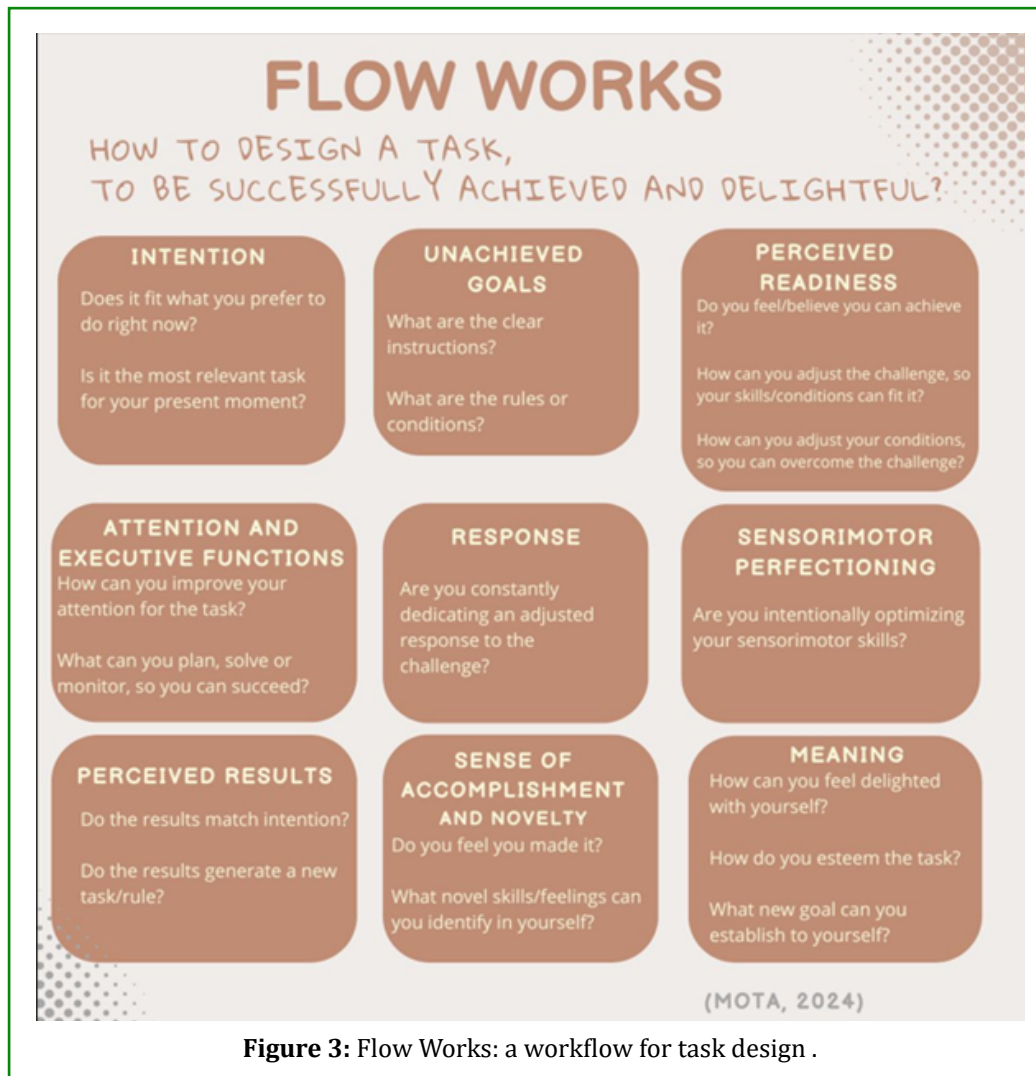 FLOW WORKS
HOW TO DESIGN A TASK,
TO BE SUCCESSFULLY ACHIEVED AND DELIGHTFUL?
INTENTION
Does it fit what you prefer to
do right now?
Is it the most relevant task
for your present moment?
UNACHIEVED
GOALS
What are the clear
instructions?
What are the rules or
conditions?
PERCEIVED
READINESS
Do you feel/believe you can achieve
it?
How can you adjust the challenge, so
your skills/conditions can fit it?
How can you adjust your conditions,
so you can overcome the challenge?
ATTENTION AND
EXECUTIVE FUNCTIONS
How can you improve your
attention for the task?
What can you plan, solve or
monitor, so you can succeed?
RESPONSE
Are you constantly
dedicating an adjusted
response to the
challenge?
SENSORIMOTOR
PERFECTIONING
Are you intentionally optimizing
your sensorimotor skills?
PERCEIVED RESULTS
Do the results match intention?
Do the results generate a new
task/rule?
SENSE OF
ACCOMPLISHMENT
AND NOVELTY
Do you feel you made it?
What novel skills/feelings can
you identify in yourself?
MEANING
How can you feel delighted
with yourself?
How do you esteem the task?
What new goal can you
establish to yourself?
(MOTA, 2024)
Figure 3: Flow Works: a workflow for task design .